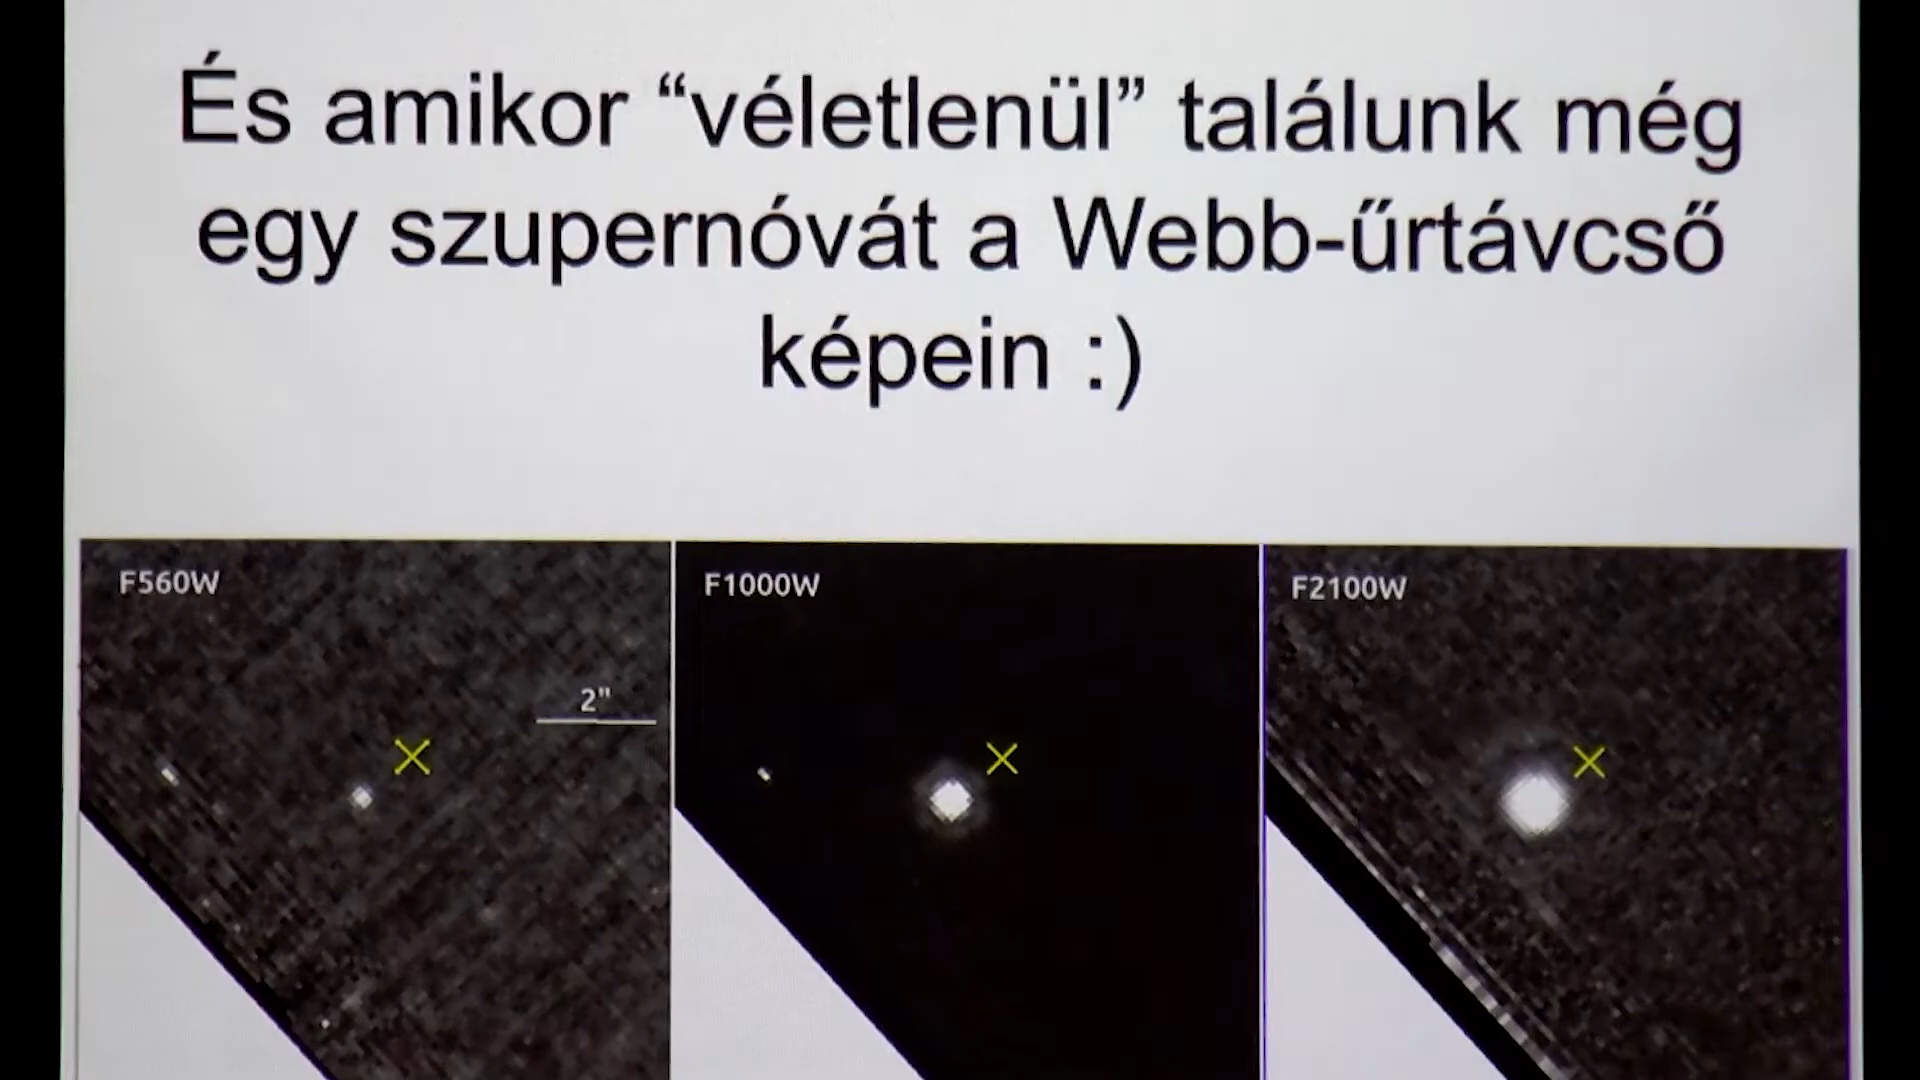 És amikor “véletlenül” találunk még
egy szupernóvát a Webb-űrtávcső
képein :)
F560W
F1000W
F2100W
2"